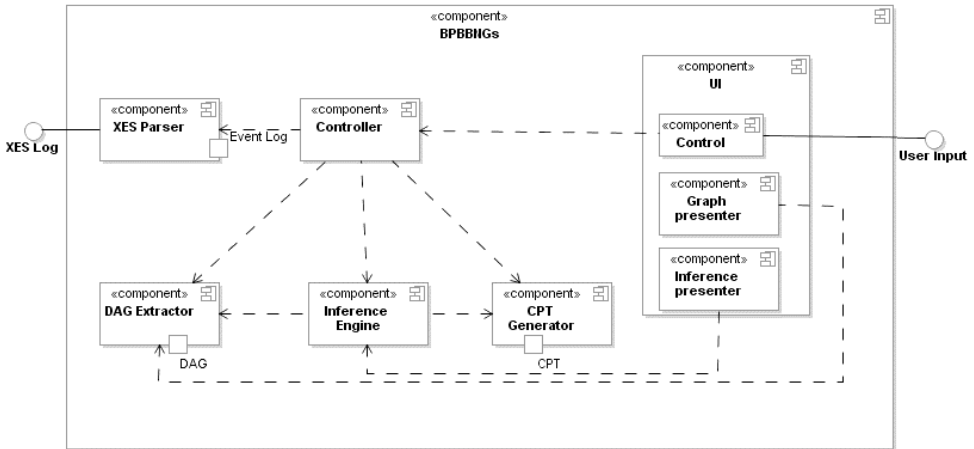 «component»
BPBBNGs
«component»
UI
«component»
XES Parser
Event Log
«component»
Controller
«component»
Control
XES Log
User Input
«component»
Graph
presenter
«component»
Inference
presenter
«component»
DAG Extractor
DAG
«component»
Inference
Engine
«component»
CPT
Generator
CPT